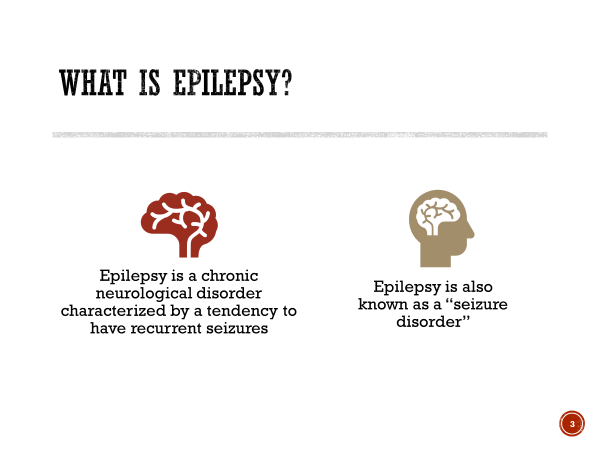 WHAT IS EPILEPSY?
Epilepsy is a chronic
neurological disorder
characterized by a tendency to
have recurrent seizures
Epilepsy is also
known as a “seizure
disorder”
3